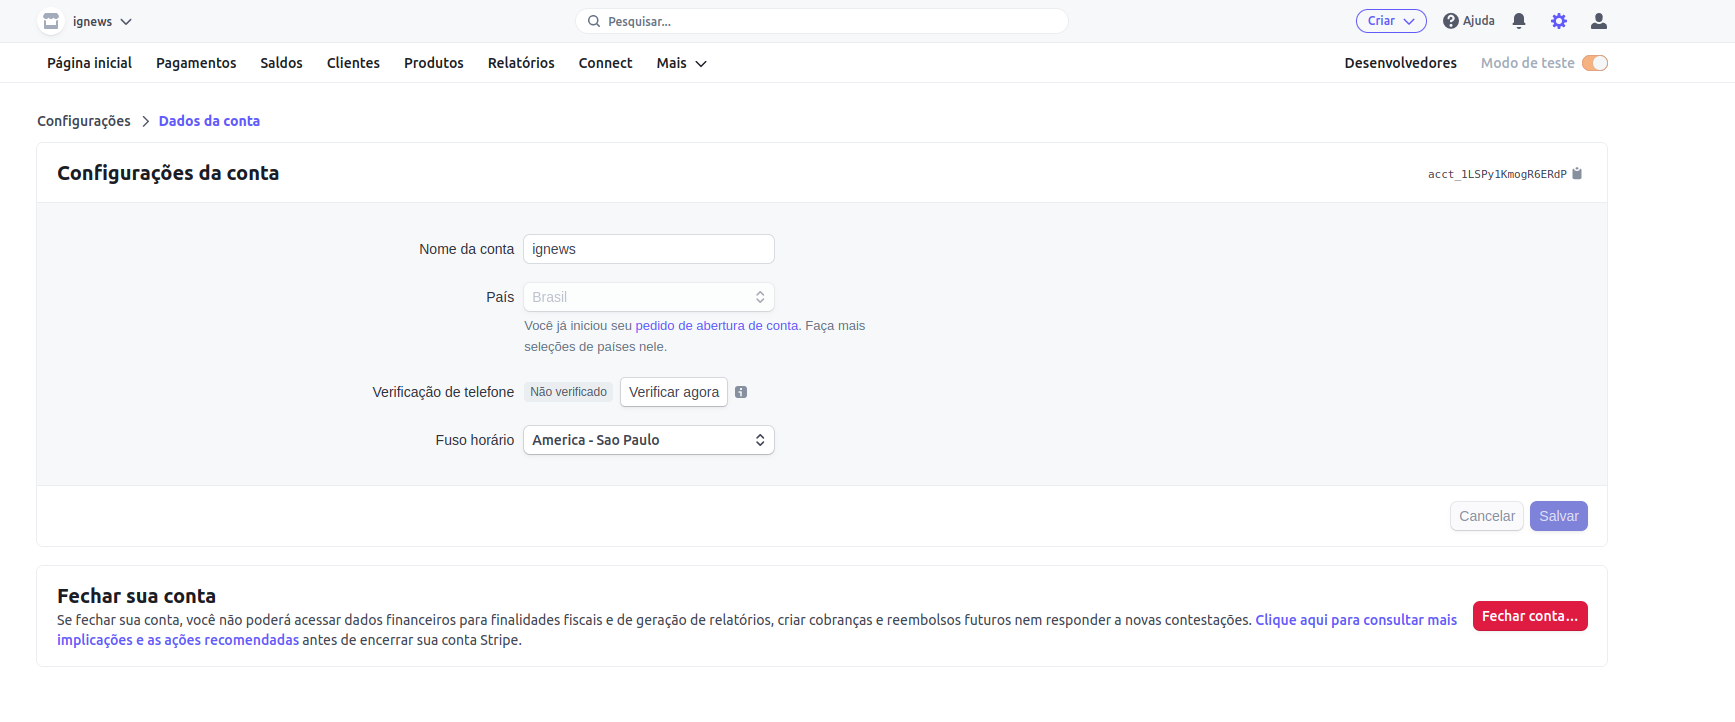 ignews
Pesquisar...
Criar
Ajuda
Página inicial Pagamentos Saldos Clientes Produtos Relatórios Connect Mais
Desenvolvedores Modo de teste
Configurações Dados da conta
Configurações da conta
acct_1LSPy1KmogR6ERdP
Nome da conta ignews
País Brasil
Você já iniciou seu pedido de abertura de conta. Faça mais
seleções de países nele.
Verificação de telefone Não verificado Verificar agora
Fuso horário America - Sao Paulo
Cancelar Salvar
Fechar sua conta
Se fechar sua conta, você não poderá acessar dados financeiros para finalidades fiscais e de geração de relatórios, criar cobranças e reembolsos futuros nem responder a novas contestações. Clique aqui para consultar mais
implicações e as ações recomendadas antes de encerrar sua conta Stripe.
Fechar conta...